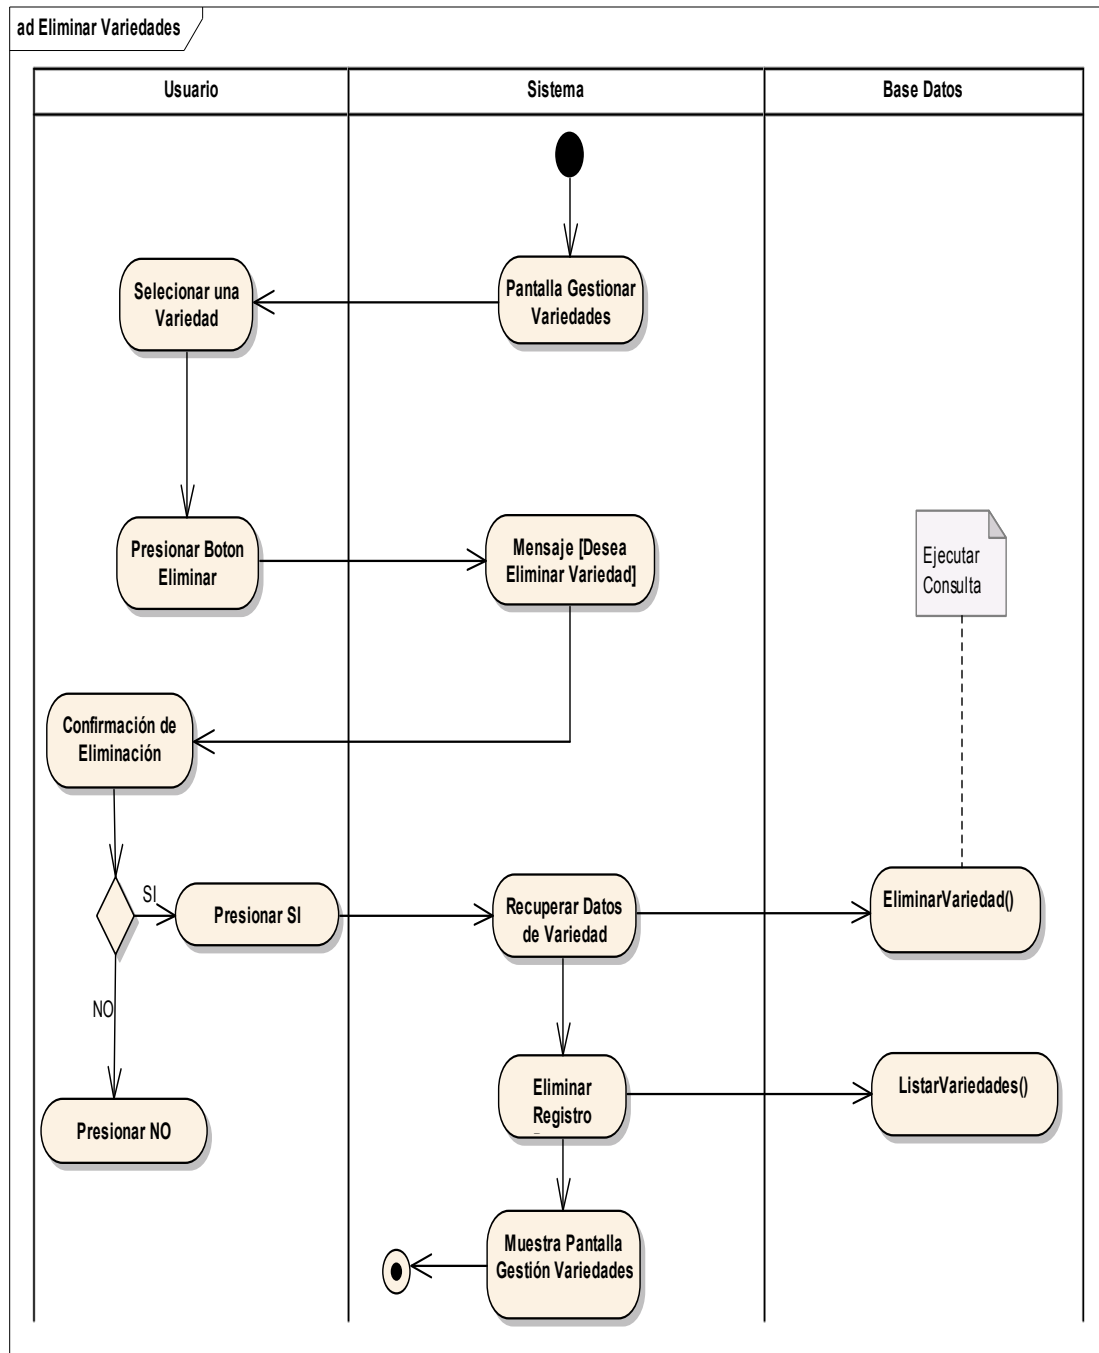 ad Eliminar Variedades
Usuario
Sistema
Base Datos
Pantalla Gestionar
Variedades
Selecionar una
Variedad
Presionar Boton
Eliminar
Mensaje [Desea
Eliminar Variedad]
Ejecutar
Consulta
Confirmación de
Eliminación
SI
Presionar SI
Recuperar Datos
de Variedad
EliminarVariedad()
NO
Presionar NO
Eliminar
Registro
ListarVariedades()
Muestra Pantalla
Gestión Variedades